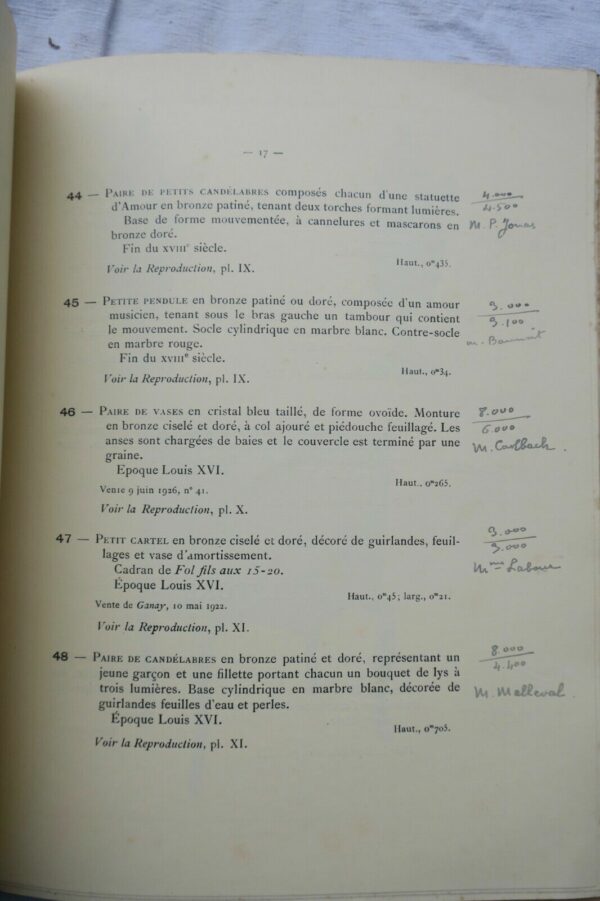 — 17 —
44 — PAIRE DE PETITS CANDÉLABRES composés chacun d'une statuette
d'Amour en bronze patiné, tenant deux torches formant lumières.
Base de forme mouvementée, à cannelures et mascarons en
bronze doré.
Fin du XVIIIe siècle.
Haut., 0m435.
Voir la Reproduction, pl. IX.
4.000
4.500
M. P. Jonas
45 — PETITE PENDULE en bronze patiné ou doré, composée d'un amour
musicien, tenant sous le bras gauche un tambour qui contient
le mouvement. Socle cylindrique en marbre blanc. Contre-socle
en marbre rouge.
Fin du XVIIIe siècle.
Haut., 0m34.
Voir la Reproduction, pl. IX.
3.000
3.100
M.
46 — PAIRE DE VASES en cristal bleu taillé, de forme ovoïde. Monture
en bronze ciselé et doré, à col ajouré et piédouche feuillagé. Les
anses sont chargées de baies et le couvercle est terminé par une
graine.
Epoque Louis XVI.
Haut., 0m265.
Vente 9 juin 1926, n° 41.
Voir la Reproduction, pl. X.
8.000
6.000
M. Carlbach.
47 — PETIT CARTEL en bronze ciselé et doré, décoré de guirlandes, feuil-
lages et vase d'amortissement.
Cadran de Fol fils aux 15-20.
Époque Louis XVI.
Haut., 0m45; larg., 0m21.
Vente de Ganay, 10 mai 1922.
Voir la Reproduction, pl. XI.
3.000
3.000
Mme Labour
48 — PAIRE DE CANDÉLABRES en bronze patiné et doré, représentant un
jeune garçon et une fillette portant chacun un bouquet de lys à
trois lumières. Base cylindrique en marbre blanc, décorée de
guirlandes feuilles d'eau et perles.
Époque Louis XVI.
Haut., 0m705.
Voir la Reproduction, pl. XI.
8.000
4.400
M. Malleval.